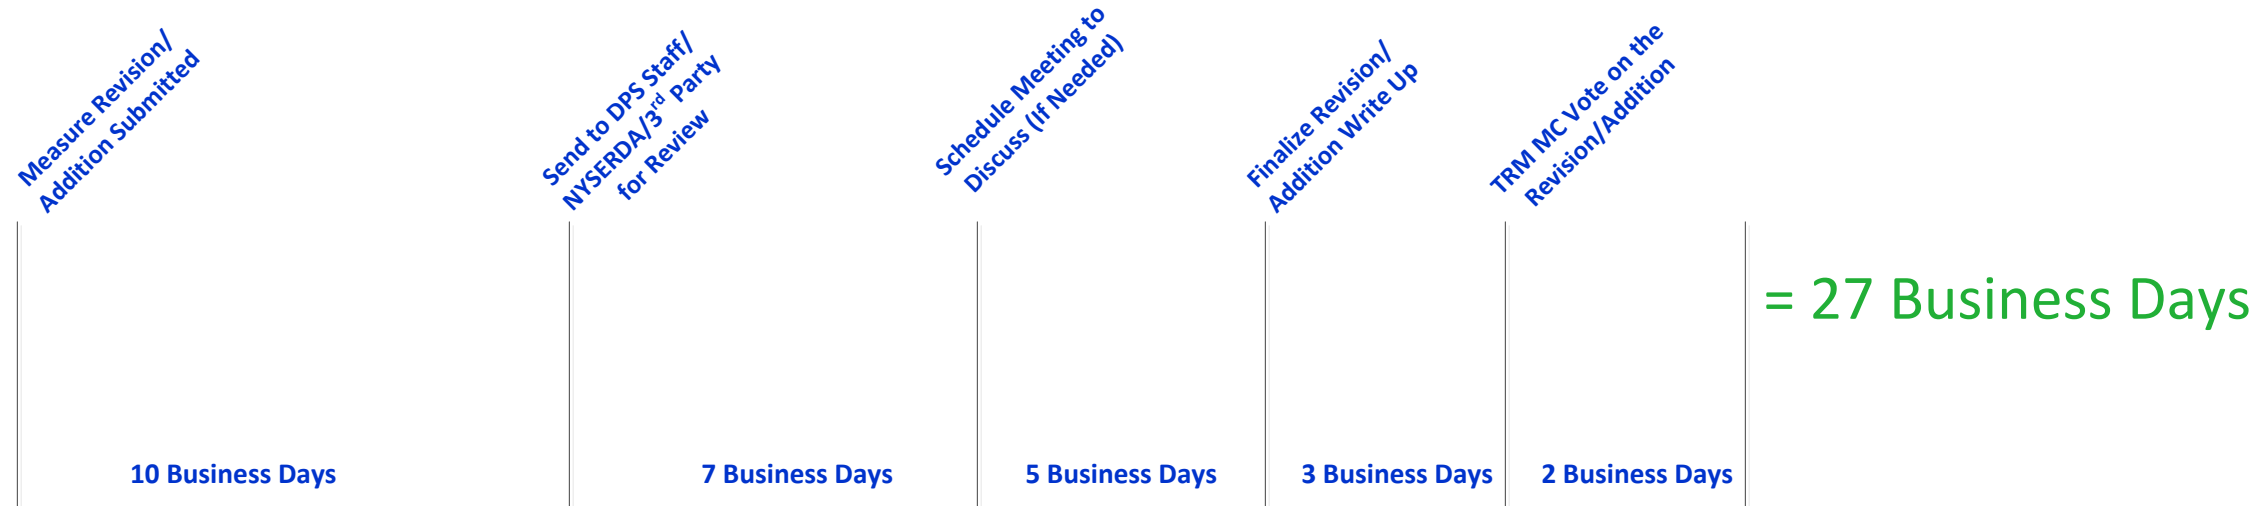 Measure Revision/
Addition Submitted
Send to DPS Staff/
NYSERDA/3rd Party
for Review
Schedule Meeting to
Discuss (If Needed)
Finalize Revision/
Addition Write Up
TRM MC Vote on the
Revision/Addition
= 27 Business Days
10 Business Days
7 Business Days
5 Business Days
3 Business Days
2 Business Days